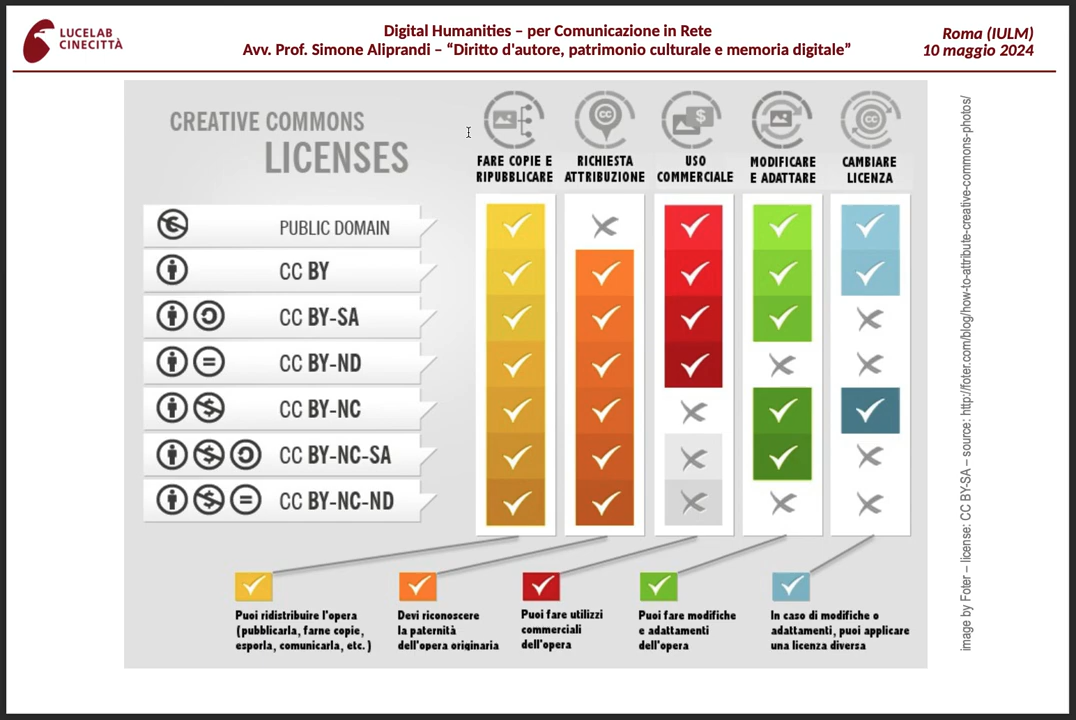 LUCELAB
CINECITTÀ
Digital Humanities – per Comunicazione in Rete
Avv. Prof. Simone Aliprandi – “Diritto d'autore, patrimonio culturale e memoria digitale”
Roma (IULM)
10 maggio 2024
CREATIVE COMMONS
LICENSES
FARE COPIE E
RIPUBBLICARE
RICHIESTA
ATTRIBUZIONE
USO
COMMERCIALE
MODIFICARE
E ADATTARE
CAMBIARE
LICENZA
PUBLIC DOMAIN
CC BY
CC BY-SA
CC BY-ND
CC BY-NC
CC BY-NC-SA
CC BY-NC-ND
Puoi ridistribuire l'opera
(pubblicarla, farne copie,
esporla, comunicarla, etc.)
Devi riconoscere
la paternità
dell'opera originaria
Puoi fare utilizzi
commerciali
dell'opera
Puoi fare modifiche
e adattamenti
dell'opera
In caso di modifiche o
adattamenti, puoi applicare
una licenza diversa
image by Foter – license: CC BY-SA – source: http://foter.com/blog/how-to-attribute-creative-commons-photos/